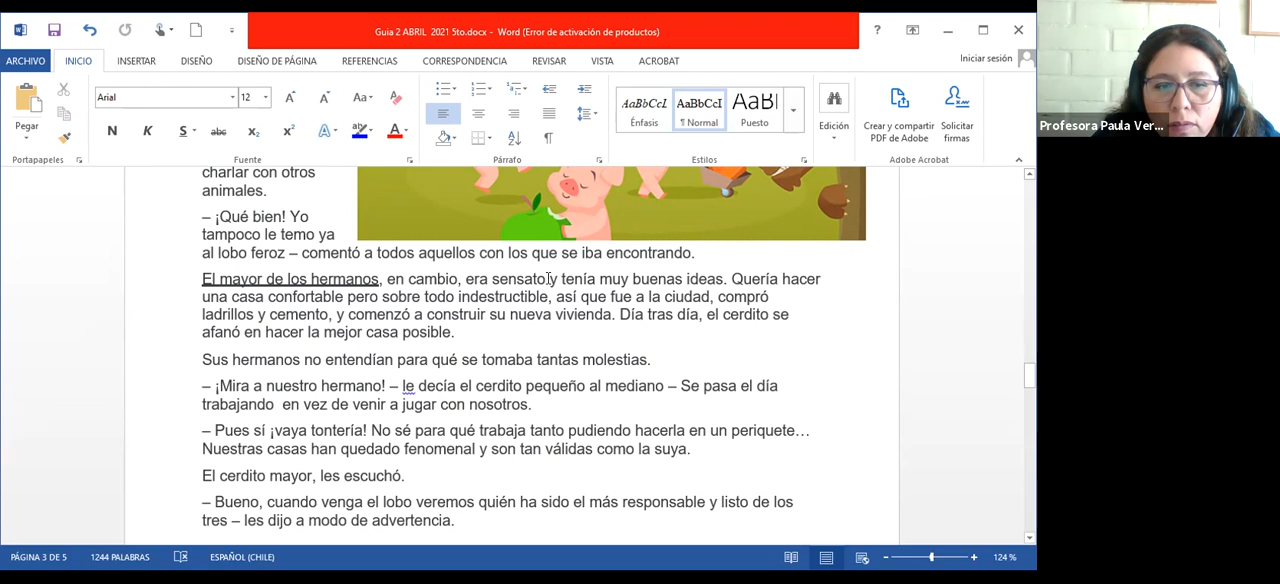 Guia 2 ABRIL 2021 5to.docx - Word (Error de activación de productos)
?
ARCHIVO INICIO INSERTAR DISEÑO DISEÑO DE PÁGINA REFERENCIAS CORRESPONDENCIA REVISAR VISTA ACROBAT Iniciar sesión
Pegar
Arial 12 Aa
N K S abc X₂ X² A A
AaBbCcL AaBbCcI AaBl
Énfasis ¶ Normal Puesto
Edición
Crear y compartir PDF de Adobe
Solicitar firmas
Portapapeles Fuente Párrafo Estilos Adobe Acrobat
Profesora Paula Ver...
charlar con otros
animales.
– ¡Qué bien! Yo
tampoco le temo ya
al lobo feroz – comentó a todos aquellos con los que se iba encontrando.
El mayor de los hermanos, en cambio, era sensato y tenía muy buenas ideas. Quería hacer
una casa confortable pero sobre todo indestructible, así que fue a la ciudad, compró
ladrillos y cemento, y comenzó a construir su nueva vivienda. Día tras día, el cerdito se
afanó en hacer la mejor casa posible.
Sus hermanos no entendían para qué se tomaba tantas molestias.
– ¡Mira a nuestro hermano! – le decía el cerdito pequeño al mediano – Se pasa el día
trabajando  en vez de venir a jugar con nosotros.
– Pues sí ¡vaya tontería! No sé para qué trabaja tanto pudiendo hacerla en un periquete…
Nuestras casas han quedado fenomenal y son tan válidas como la suya.
El cerdito mayor, les escuchó.
– Bueno, cuando venga el lobo veremos quién ha sido el más responsable y listo de los
tres – les dijo a modo de advertencia.
PÁGINA 3 DE 5 1244 PALABRAS ESPAÑOL (CHILE) 124 %